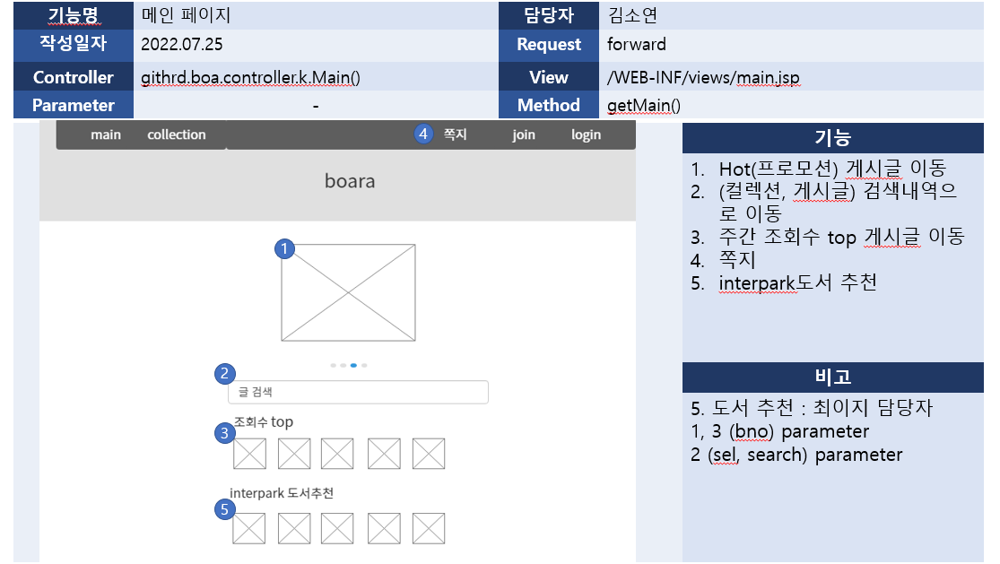 기능명 메인 페이지 담당자 김소연
작성일자 2022.07.25 Request forward
Controller githrd.boa.controller.k.Main() View /WEB-INF/views/main.jsp
Parameter - Method getMain()
main collection 4 쪽지 join login
boara
1
2
글 검색
조회수 top
3
interpark 도서추천
5
기능
1. Hot(프로모션) 게시글 이동
2. (컬렉션, 게시글) 검색내역으
로 이동
3. 주간 조회수 top 게시글 이동
4. 쪽지
5. interpark도서 추천
비고
5. 도서 추천 : 최이지 담당자
1, 3 (bno) parameter
2 (sel, search) parameter